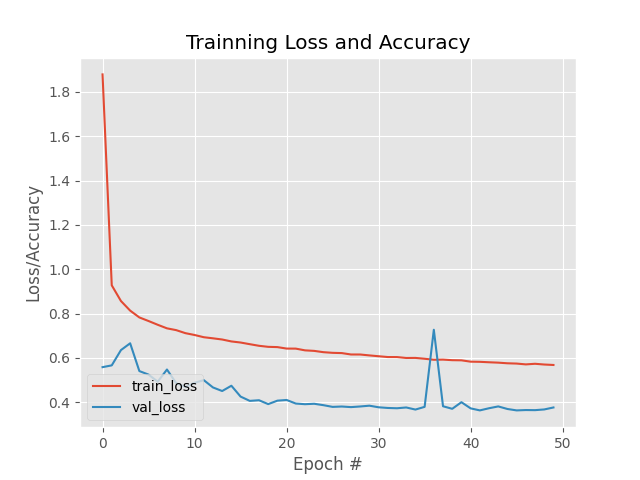 Trainning Loss and Accuracy
Loss/Accuracy
1.8
1.6
1.4
1.2
1.0
0.8
0.6
0.4
train_loss
val_loss
0 10 20 30 40 50
Epoch #